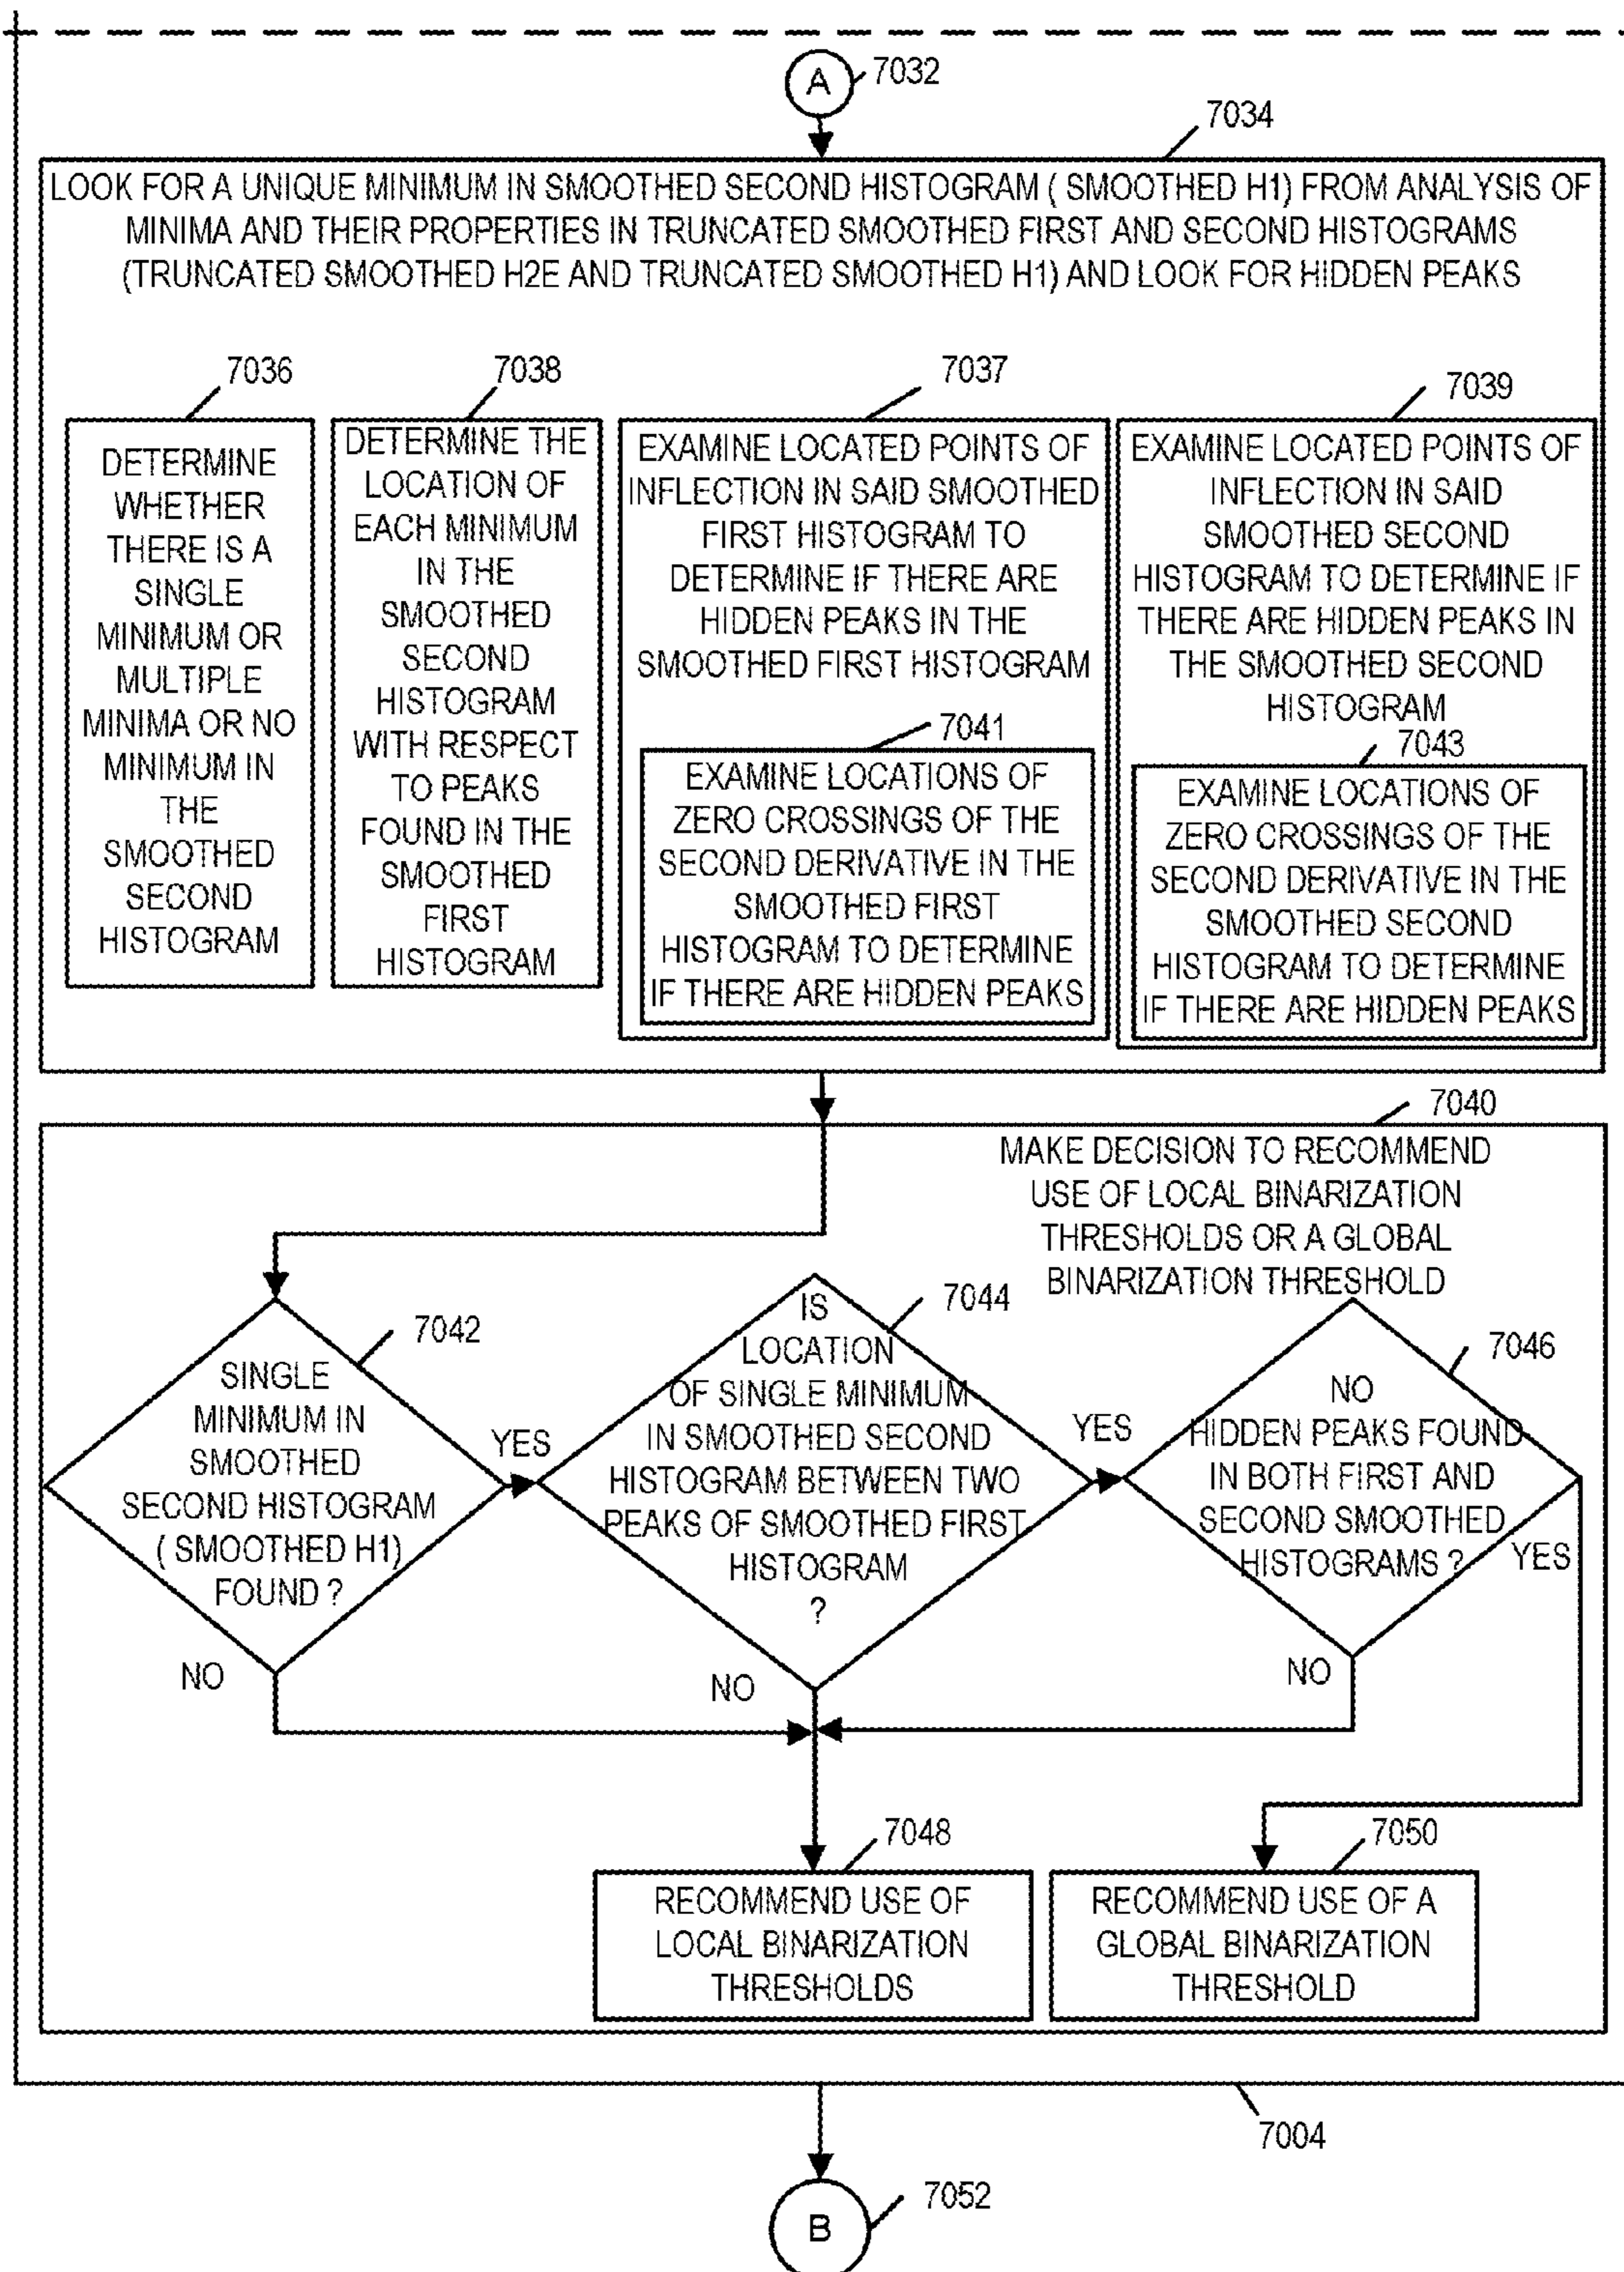 A
7032
7034
LOOK FOR A UNIQUE MINIMUM IN SMOOTHED SECOND HISTOGRAM ( SMOOTHED H1) FROM ANALYSIS OF
MINIMA AND THEIR PROPERTIES IN TRUNCATED SMOOTHED FIRST AND SECOND HISTOGRAMS
(TRUNCATED SMOOTHED H2E AND TRUNCATED SMOOTHED H1) AND LOOK FOR HIDDEN PEAKS
7036
DETERMINE
WHETHER
THERE IS A
SINGLE
MINIMUM OR
MULTIPLE
MINIMA OR NO
MINIMUM IN
THE
SMOOTHED
SECOND
HISTOGRAM
7038
DETERMINE THE
LOCATION OF
EACH MINIMUM
IN THE
SMOOTHED
SECOND
HISTOGRAM
WITH RESPECT
TO PEAKS
FOUND IN THE
SMOOTHED
FIRST
HISTOGRAM
7037
EXAMINE LOCATED POINTS OF
INFLECTION IN SAID SMOOTHED
FIRST HISTOGRAM TO
DETERMINE IF THERE ARE
HIDDEN PEAKS IN THE
SMOOTHED FIRST HISTOGRAM
7041
EXAMINE LOCATIONS OF
ZERO CROSSINGS OF THE
SECOND DERIVATIVE IN THE
SMOOTHED FIRST
HISTOGRAM TO DETERMINE
IF THERE ARE HIDDEN PEAKS
7039
EXAMINE LOCATED POINTS OF
INFLECTION IN SAID
SMOOTHED SECOND
HISTOGRAM TO DETERMINE IF
THERE ARE HIDDEN PEAKS IN
THE SMOOTHED SECOND
HISTOGRAM
7043
EXAMINE LOCATIONS OF
ZERO CROSSINGS OF THE
SECOND DERIVATIVE IN THE
SMOOTHED SECOND
HISTOGRAM TO DETERMINE
IF THERE ARE HIDDEN PEAKS
7040
MAKE DECISION TO RECOMMEND
USE OF LOCAL BINARIZATION
THRESHOLDS OR A GLOBAL
BINARIZATION THRESHOLD
7042
SINGLE
MINIMUM IN
SMOOTHED
SECOND HISTOGRAM
( SMOOTHED H1)
FOUND ?
YES
NO
7044
IS
LOCATION
OF SINGLE MINIMUM
IN SMOOTHED SECOND
HISTOGRAM BETWEEN TWO
PEAKS OF SMOOTHED FIRST
HISTOGRAM
?
YES
NO
7046
NO
HIDDEN PEAKS FOUND
IN BOTH FIRST AND
SECOND SMOOTHED
HISTOGRAMS ?
YES
NO
7048
RECOMMEND USE OF
LOCAL BINARIZATION
THRESHOLDS
7050
RECOMMEND USE OF A
GLOBAL BINARIZATION
THRESHOLD
7004
B
7052